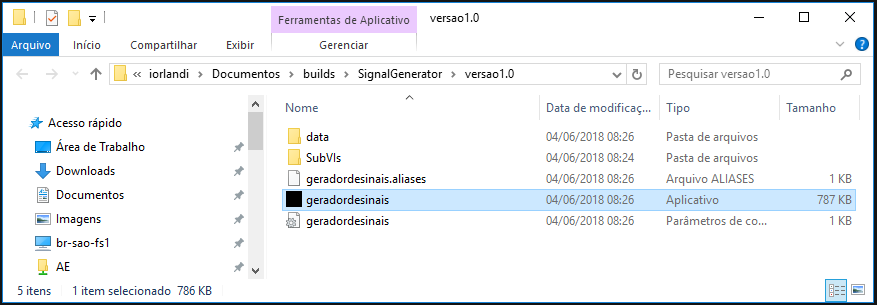 Ferramentas de Aplicativo versao1.0
Arquivo Início Compartilhar Exibir Gerenciar
« iorlandi > Documentos > builds > SignalGenerator > versao1.0 Pesquisar versao1.0
Nome Data de modificaç... Tipo Tamanho
Acesso rápido
data 04/06/2018 08:26 Pasta de arquivos
Área de Trabalho
SubVIs 04/06/2018 08:24 Pasta de arquivos
Downloads
geradordesinais.aliases 04/06/2018 08:26 Arquivo ALIASES 1 KB
Documentos
geradordesinais 04/06/2018 08:26 Aplicativo 787 KB
Imagens
geradordesinais 04/06/2018 08:26 Parâmetros de co... 1 KB
br-sao-fs1
AE
5 itens 1 item selecionado 786 KB